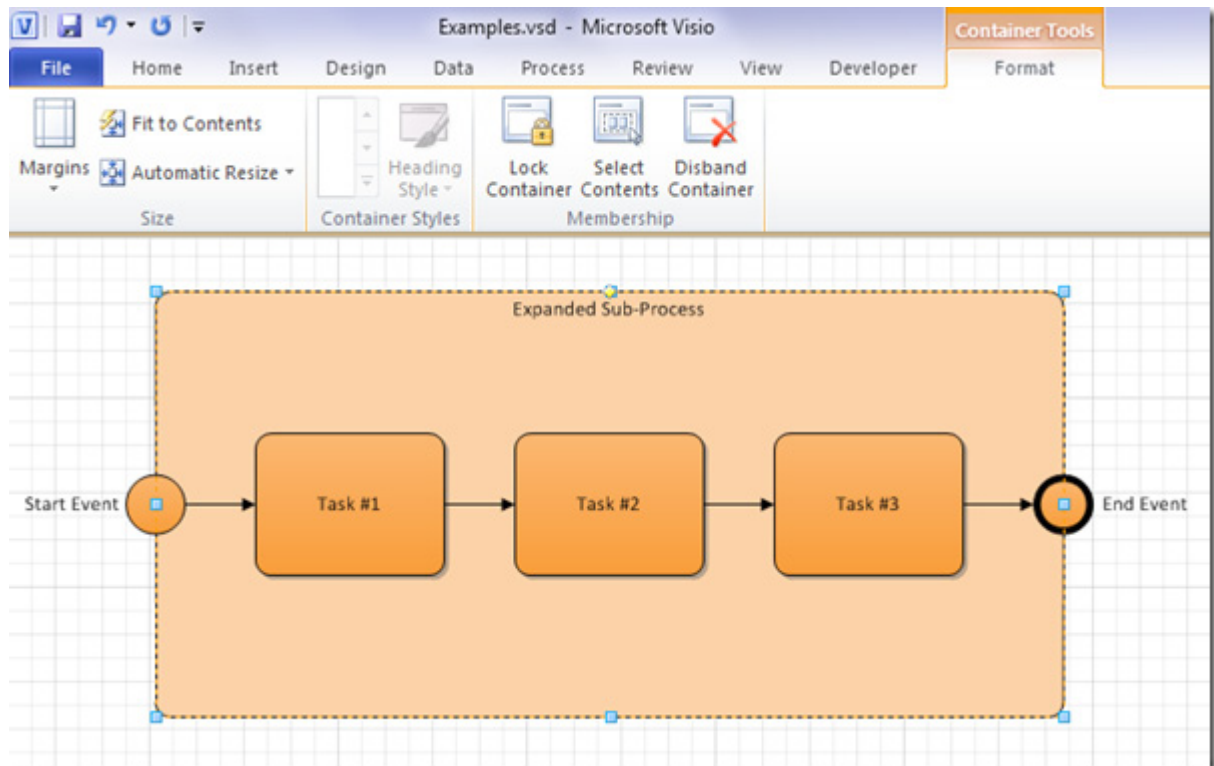 V Examples.vsd - Microsoft Visio Container Tools
File Home Insert Design Data Process Review View Developer Format
Margins
Fit to Contents
Automatic Resize
Size
Heading
Style
Container Styles
Lock
Container
Select
Contents
Disband
Container
Membership
Expanded Sub-Process
Start Event
Task #1
Task #2
Task #3
End Event